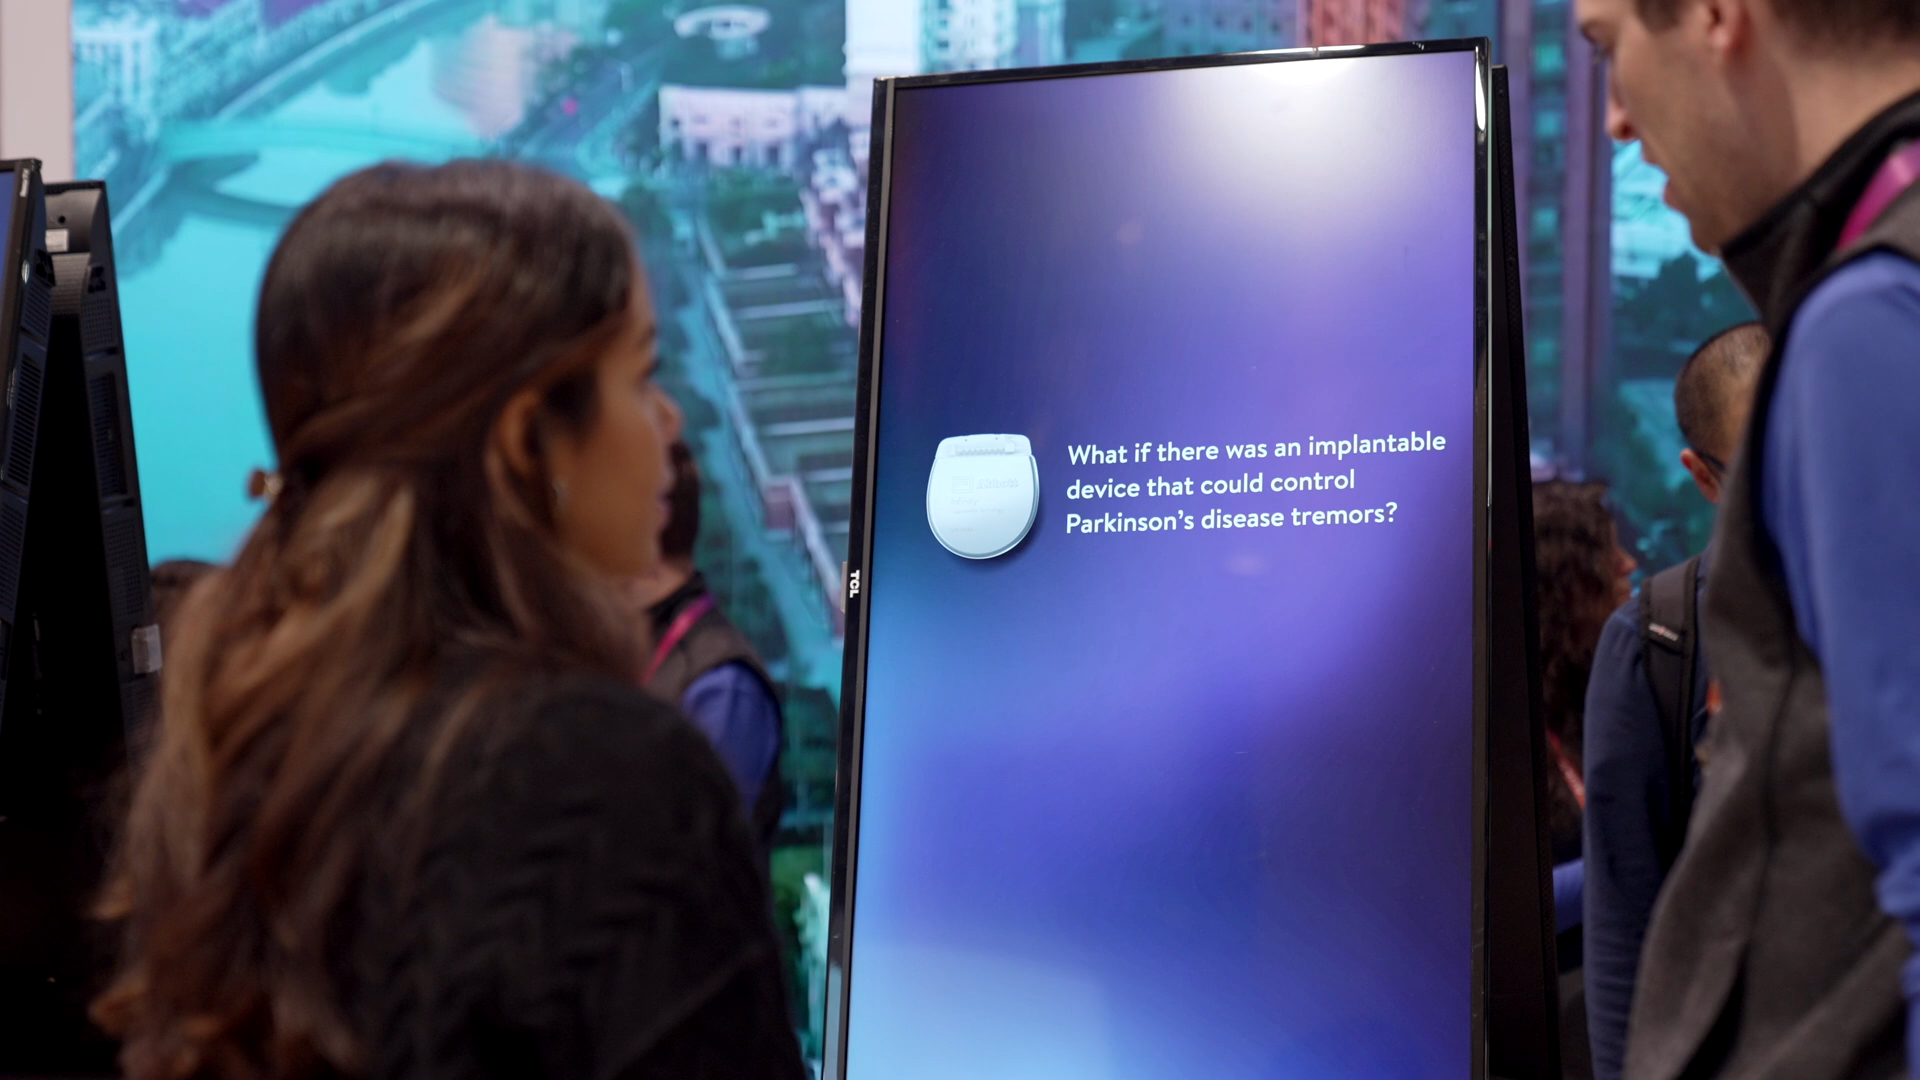 What if there was an implantable
device that could control
Parkinson's disease tremors?
TCL